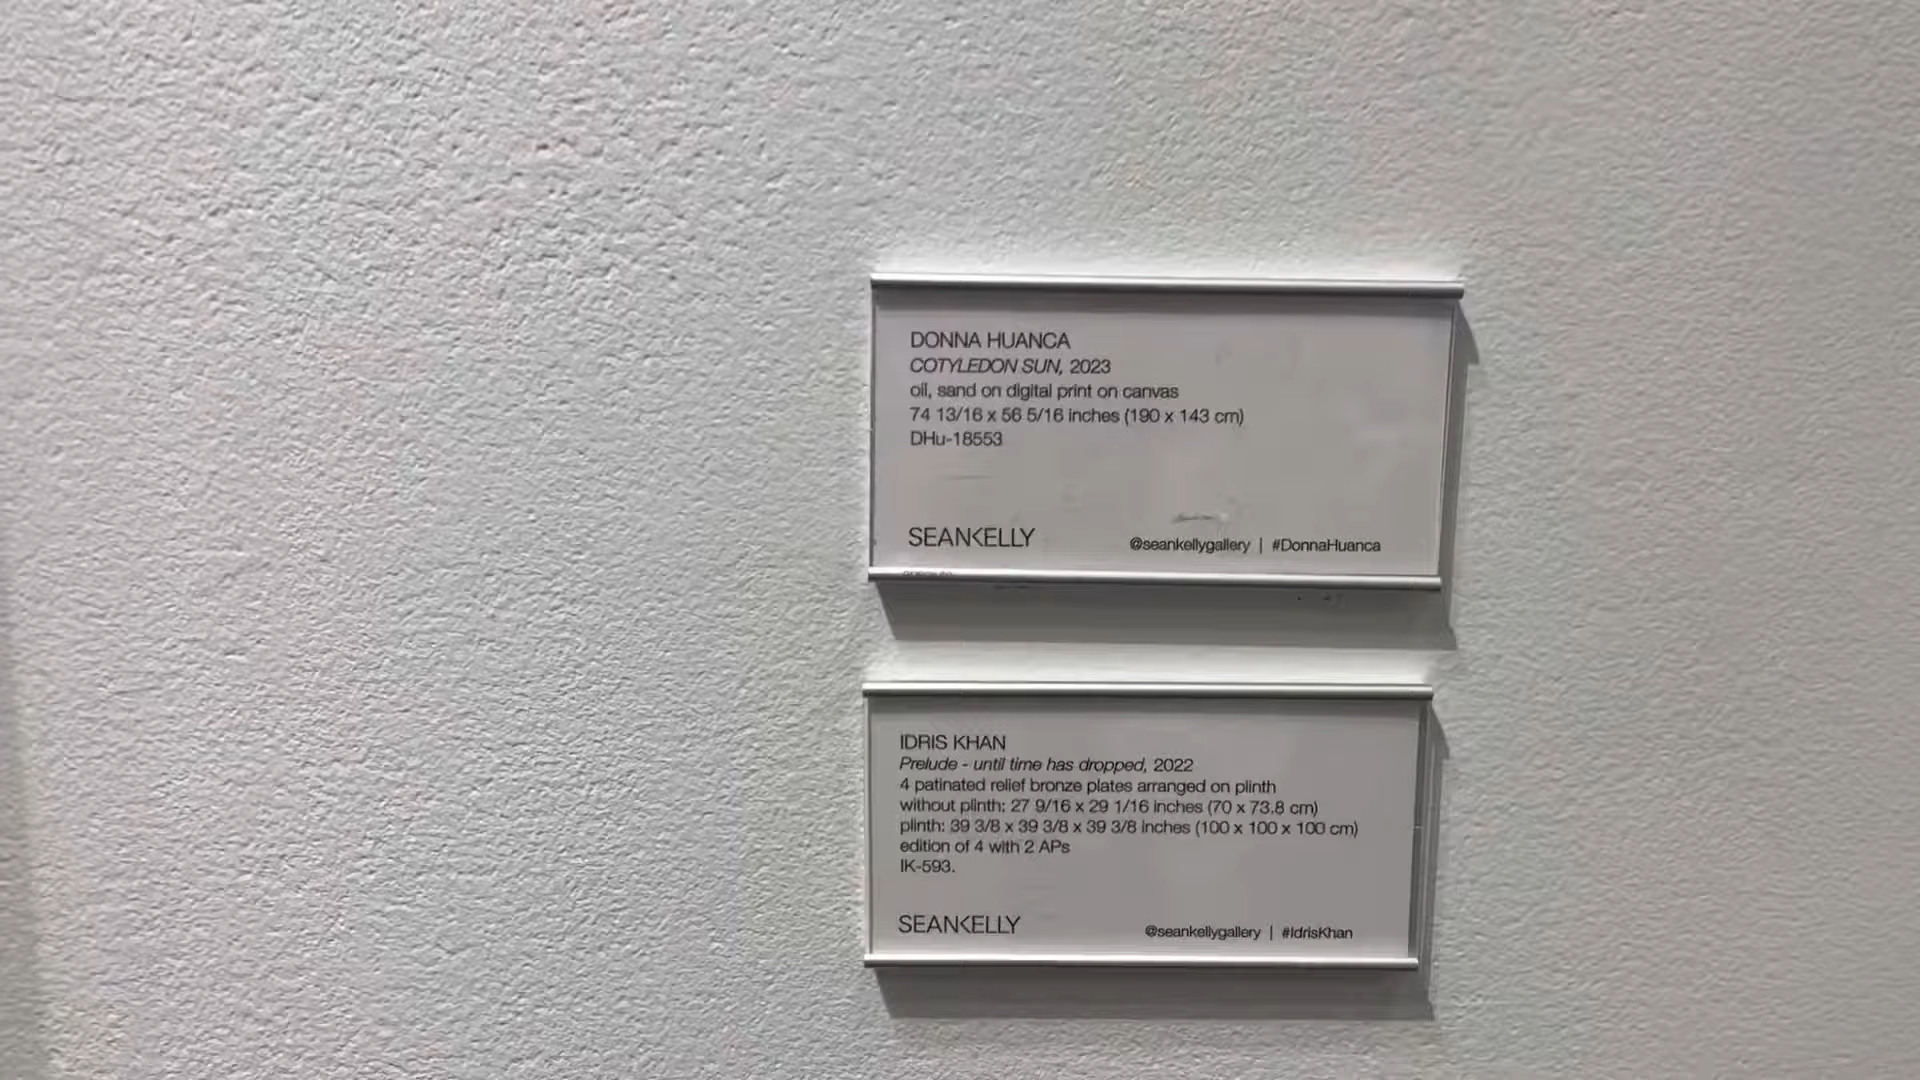 DONNA HUANCA
COTYLEDON SUN, 2023
oil, sand on digital print on canvas
74 13/16 x 56 5/16 inches (190 x 143 cm)
DHu-18553
SEANKELLY
@seankellygallery | #DonnaHuanca
IDRIS KHAN
Prelude - until time has dropped, 2022
4 patinated relief bronze plates arranged on plinth
without plinth: 27 9/16 x 29 1/16 inches (70 x 73.8 cm)
plinth: 39 3/8 x 39 3/8 x 39 3/8 inches (100 x 100 x 100 cm)
edition of 4 with 2 APs
IK-593.
SEANKELLY
@seankellygallery | #IdrisKhan